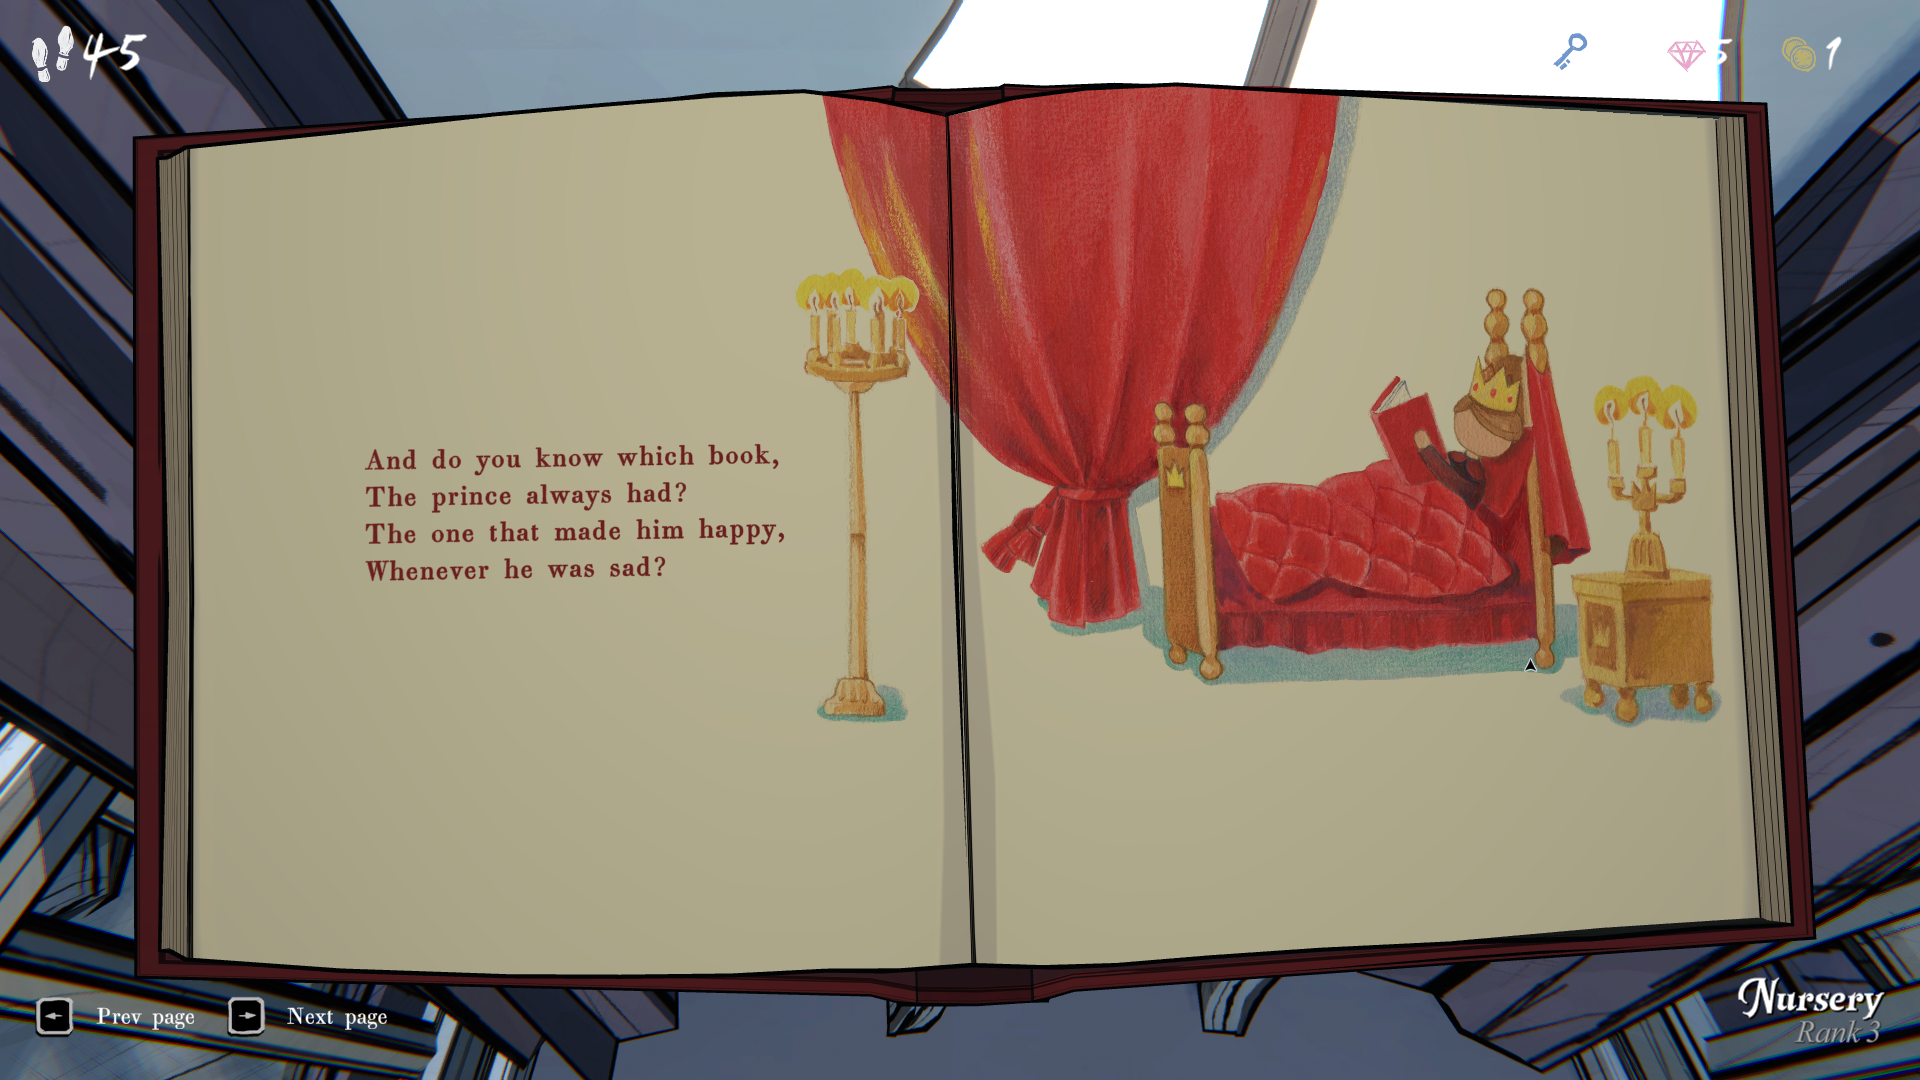 45
5
1
And do you know which book,
The prince always had?
The one that made him happy,
Whenever he was sad?
Prev page
Next page
Nursery
Rank 3